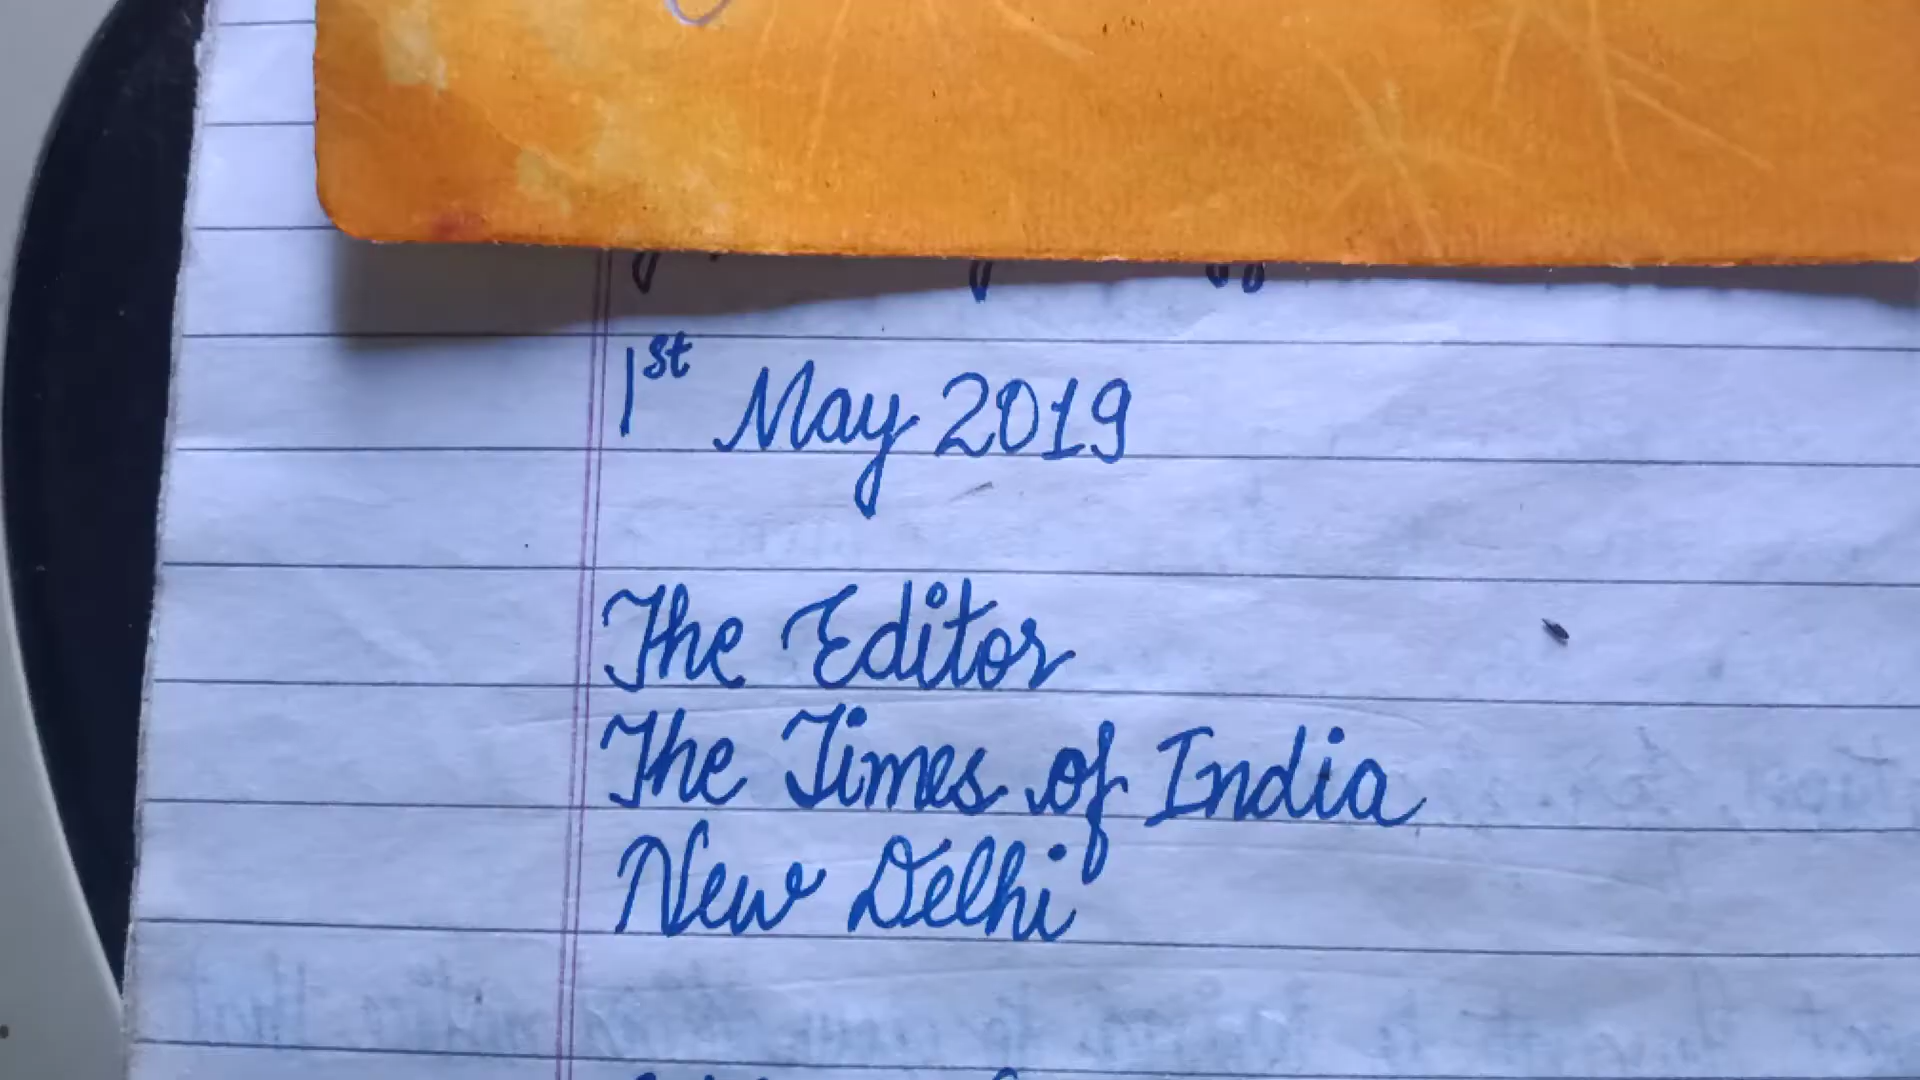 1st May 2019
The Editor
The Times of India
New Delhi